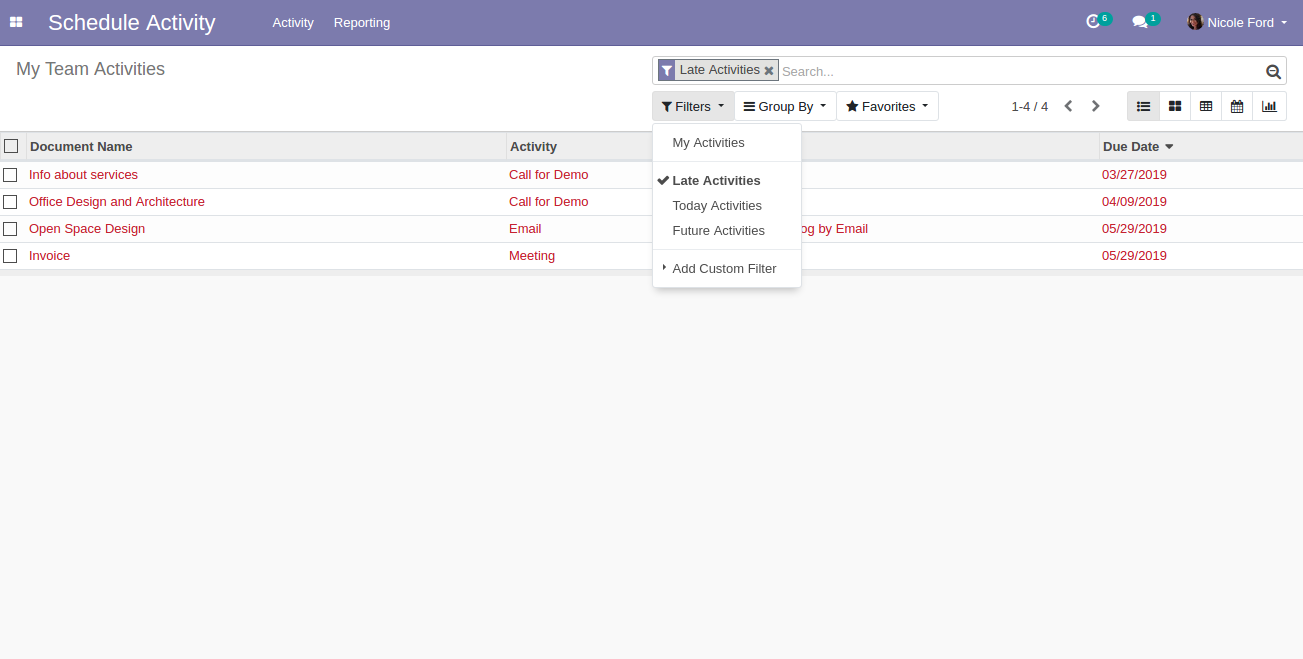 Schedule Activity Activity Reporting 6 1 Nicole Ford
My Team Activities
Late Activities Search...
Filters Group By Favorites 1-4 / 4
My Activities
Late Activities
Today Activities
Future Activities
Add Custom Filter
Document Name Activity Due Date
Info about services Call for Demo 03/27/2019
Office Design and Architecture Call for Demo 04/09/2019
Open Space Design Email by Email 05/29/2019
Invoice Meeting 05/29/2019